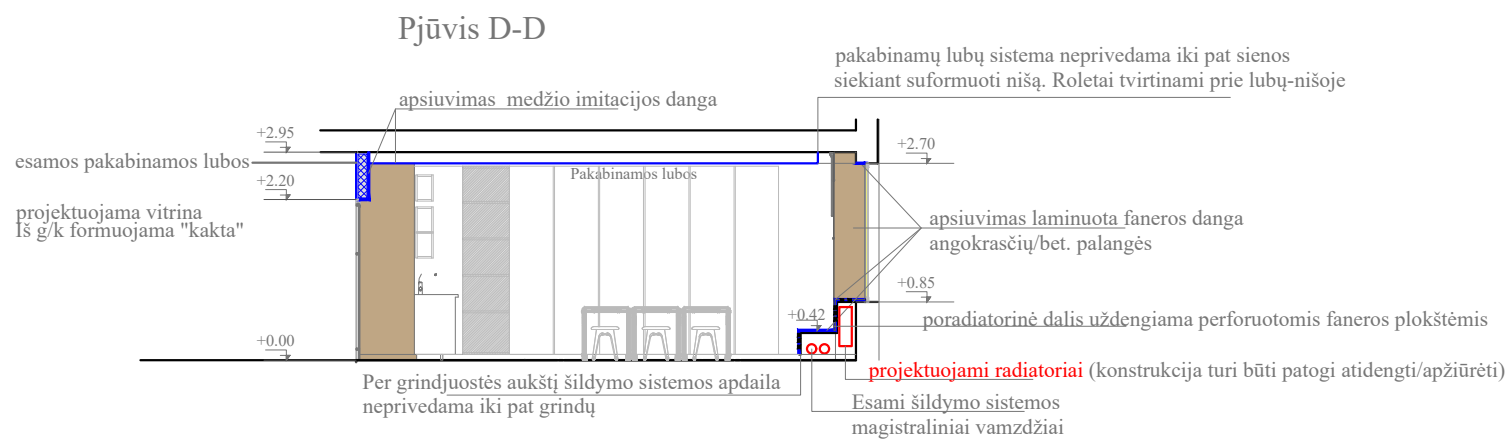 Pjūvis D-D
pakabinamų lubų sistema neprivedama iki pat sienos
siekiant suformuoti nišą. Roletai tvirtinami prie lubų-nišoje
apsiuvimas medžio imitacijos danga
+2.95
+2.70
esamos pakabinamos lubos
Pakabinamos lubos
+2.20
projektuojama vitrina
Iš g/k formuojama "kakta"
apsiuvimas laminuota faneros danga
angokrasčių/bet. palangės
+0.85
+0.42
poradiatorinė dalis uždengiama perforuotomis faneros plokštėmis
+0.00
projektuojami radiatoriai (konstrukcija turi būti patogi atidengti/apžiūrėti)
Per grindjuostės aukštį šildymo sistemos apdaila
neprivedama iki pat grindų
Esami šildymo sistemos
magistraliniai vamzdžiai